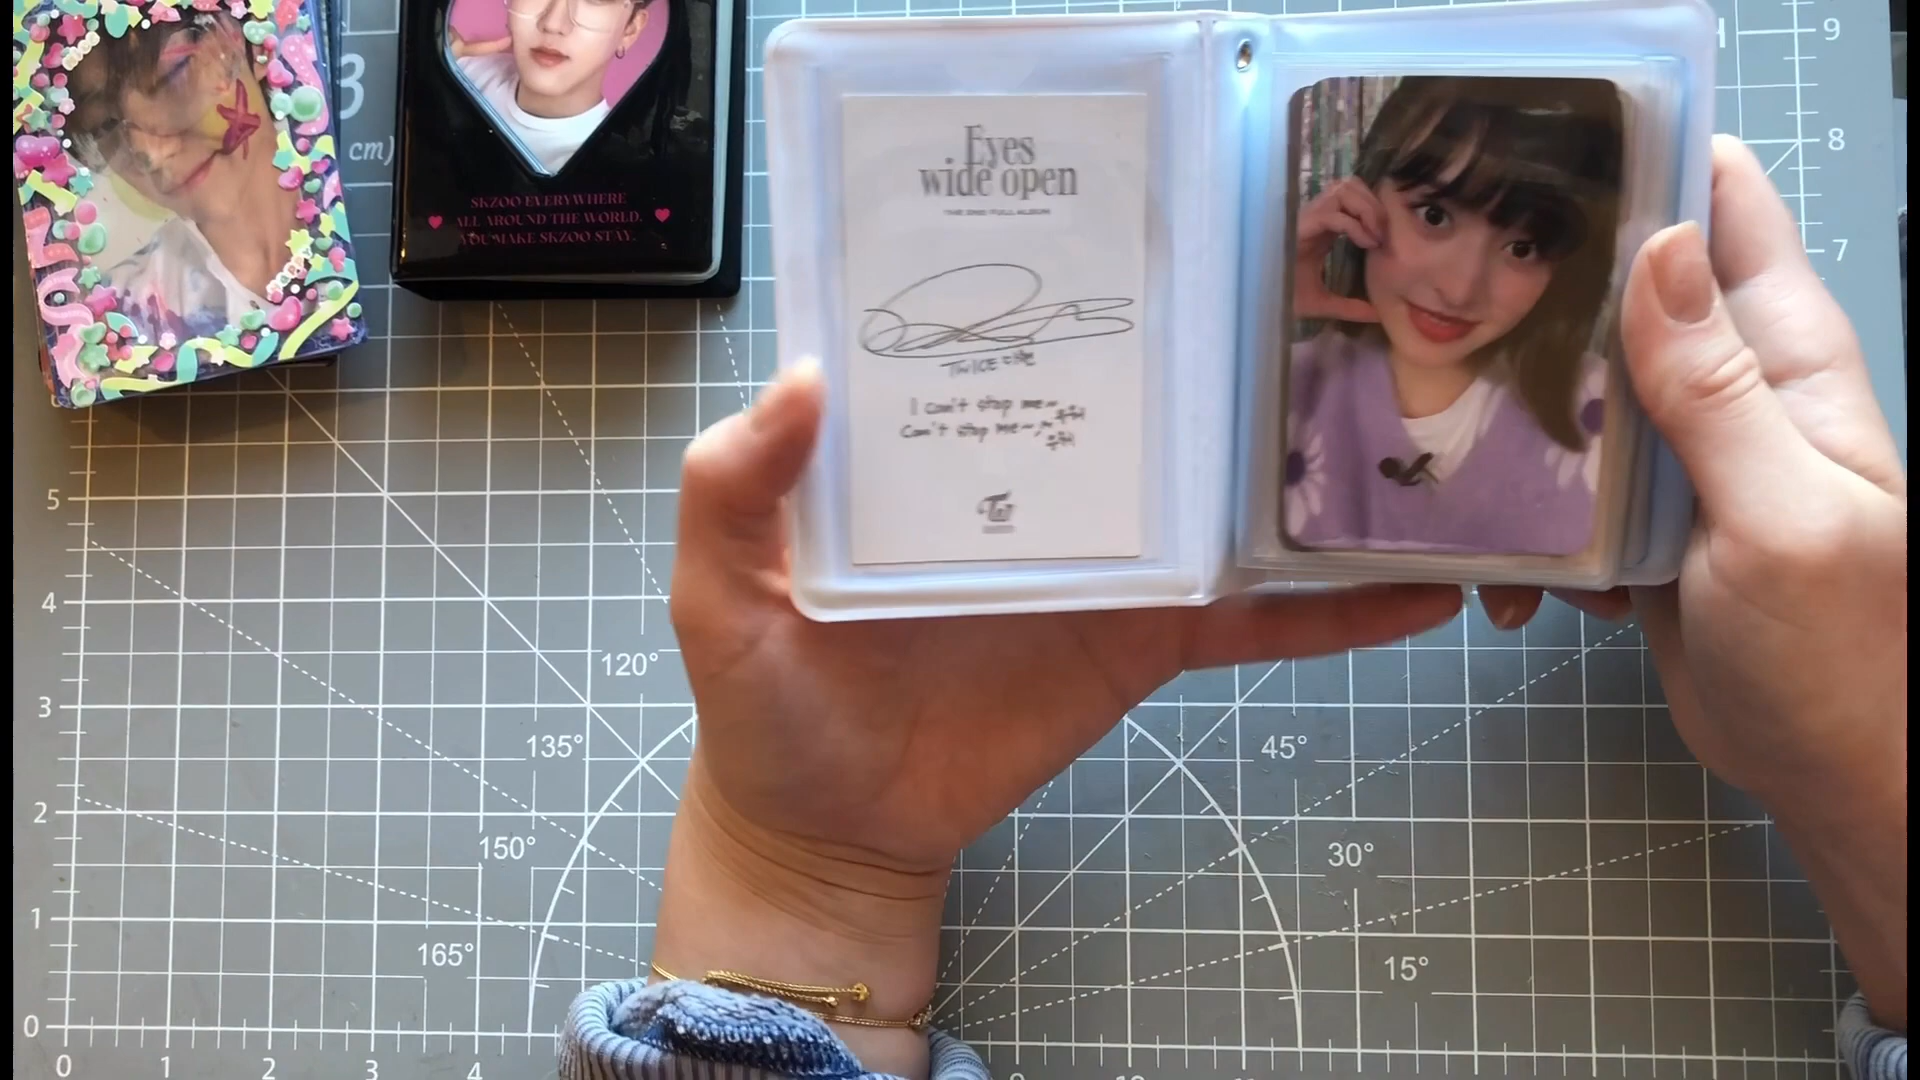 Eyes
wide open
THE 2ND FULL ALBUM
TWICE 다현
I can't stop me~
Can't stop me~
SKZOO EVERYWHERE
ALL AROUND THE WORLD.
YOU MAKE SKZOO STAY.
3
cm)
9
8
7
5
4
3
2
1
0
120°
135°
150°
165°
45°
30°
15°
0
1
2
3
4